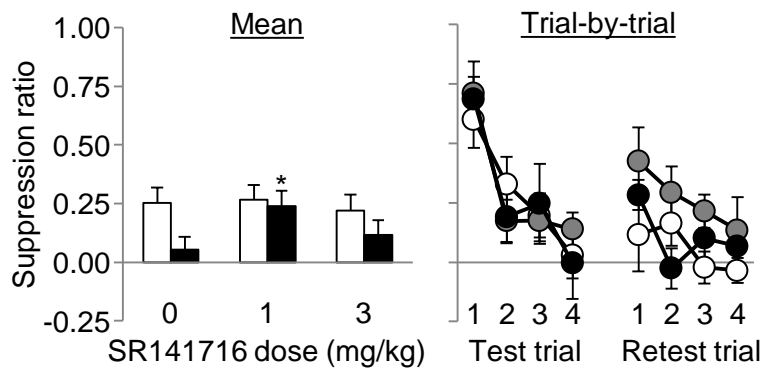 Mean
Trial-by-trial
Suppression ratio
1.00
0.75
0.50
0.25
0.00
-0.25
*
0 1 3
SR141716 dose (mg/kg)
1 2 3 4
1 2 3 4
Test trial
Retest trial